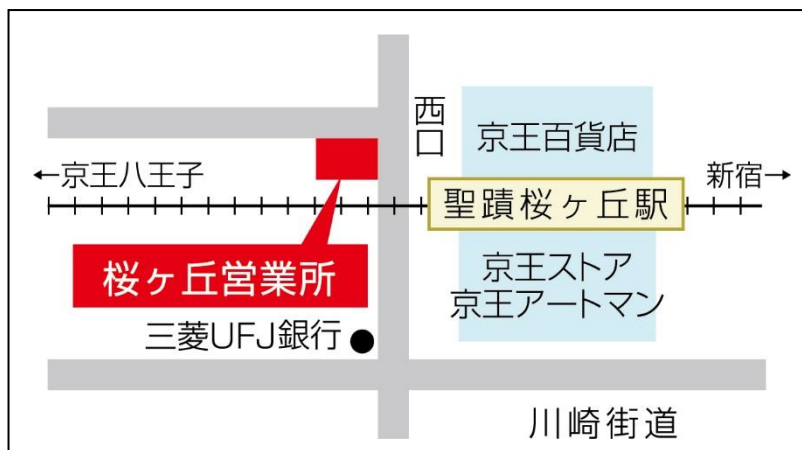 西口
京王百貨店
←京王八王子
新宿→
聖蹟桜ヶ丘駅
桜ヶ丘営業所
京王ストア
京王アートマン
三菱UFJ銀行
川崎街道